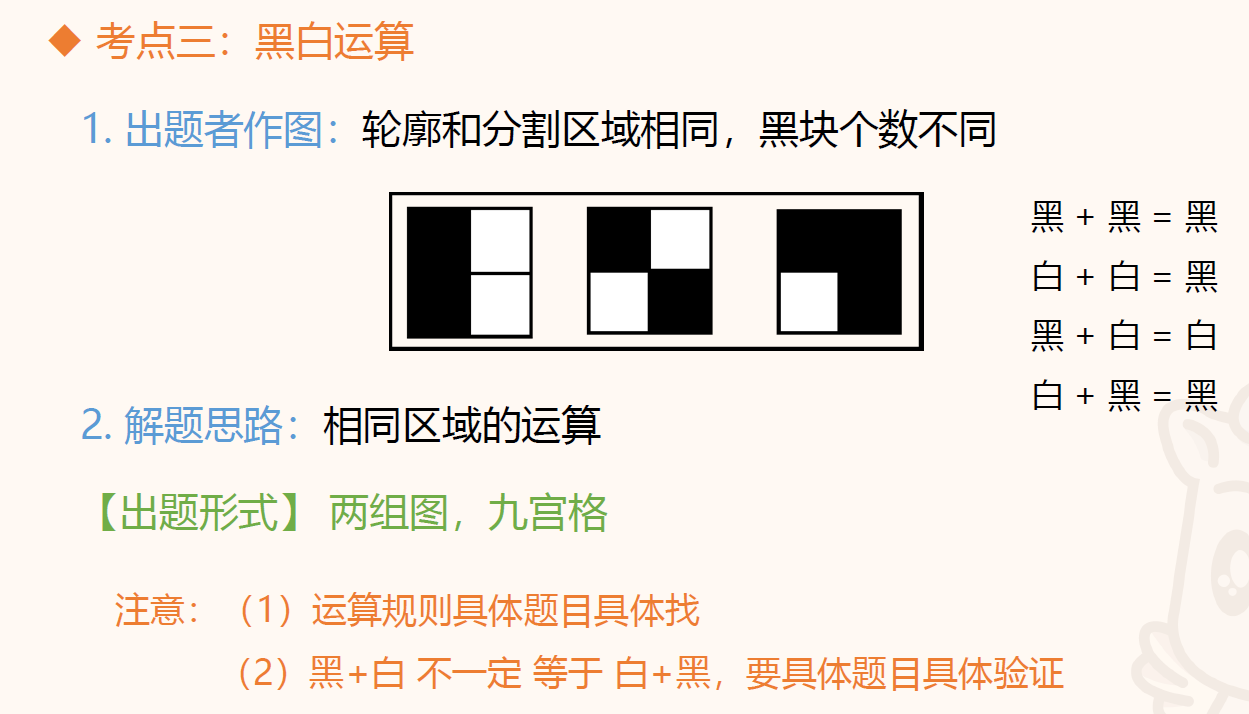 ◆ 考点三：黑白运算
1. 出题者作图：轮廓和分割区域相同，黑块个数不同
黑 + 黑 = 黑
白 + 白 = 黑
黑 + 白 = 白
白 + 黑 = 黑
2. 解题思路：相同区域的运算
【出题形式】 两组图，九宫格
注意：（1）运算规则具体题目具体找
（2）黑+白 不一定 等于 白+黑，要具体题目具体验证